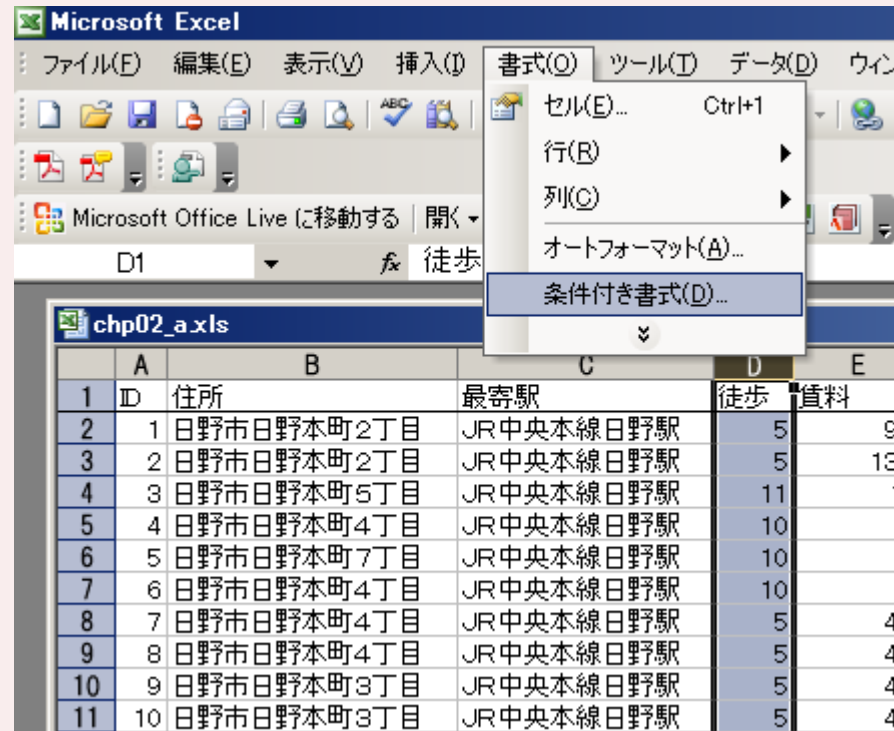 Microsoft Excel
ファイル(F) 編集(E) 表示(V) 挿入(I) 書式(O) ツール(T) データ(D) ウィン
セル(E)... Ctrl+1
行(R)
列(C)
Microsoft Office Live に移動する 開く
オートフォーマット(A)...
D1 fx 徒歩
条件付き書式(D)...
chp02_a.xls
A B C D E
1 ID 住所 最寄駅 徒歩 賃料
2 1 日野市日野本町2丁目 JR中央本線日野駅 5 9
3 2 日野市日野本町2丁目 JR中央本線日野駅 5 13
4 3 日野市日野本町5丁目 JR中央本線日野駅 11
5 4 日野市日野本町4丁目 JR中央本線日野駅 10
6 5 日野市日野本町7丁目 JR中央本線日野駅 10
7 6 日野市日野本町4丁目 JR中央本線日野駅 10
8 7 日野市日野本町4丁目 JR中央本線日野駅 5 4
9 8 日野市日野本町4丁目 JR中央本線日野駅 5 4
10 9 日野市日野本町3丁目 JR中央本線日野駅 5 4
11 10 日野市日野本町3丁目 JR中央本線日野駅 5 4